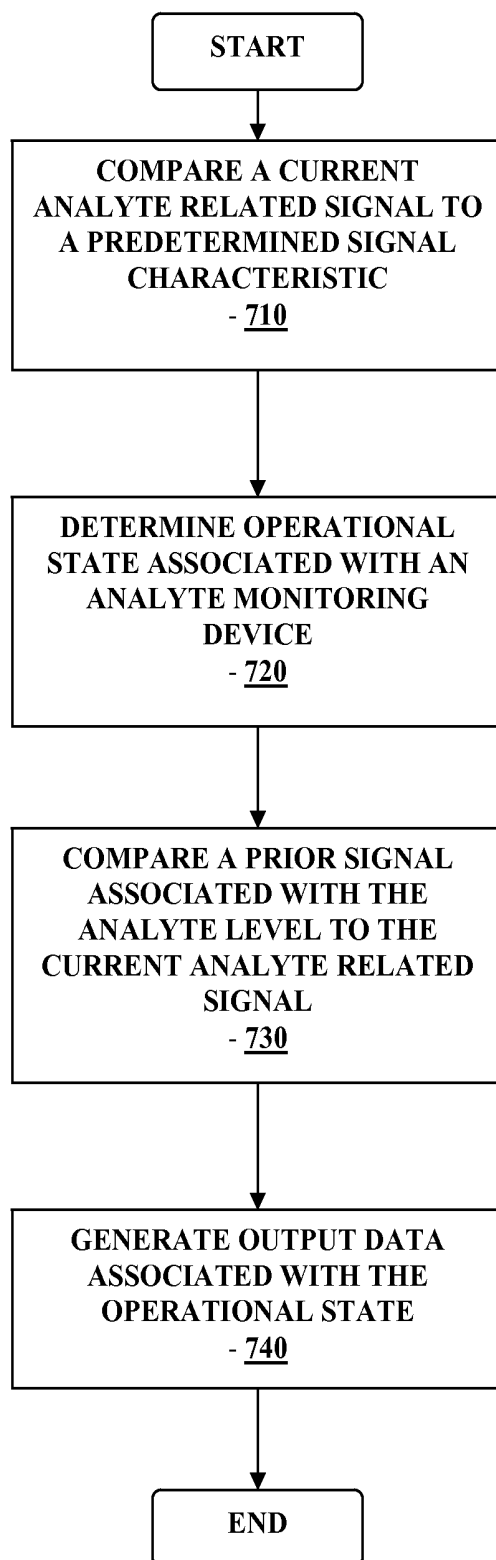 START
COMPARE A CURRENT
ANALYTE RELATED SIGNAL TO
A PREDETERMINED SIGNAL
CHARACTERISTIC
- 710
DETERMINE OPERATIONAL
STATE ASSOCIATED WITH AN
ANALYTE MONITORING
DEVICE
- 720
COMPARE A PRIOR SIGNAL
ASSOCIATED WITH THE
ANALYTE LEVEL TO THE
CURRENT ANALYTE RELATED
SIGNAL
- 730
GENERATE OUTPUT DATA
ASSOCIATED WITH THE
OPERATIONAL STATE
- 740
END